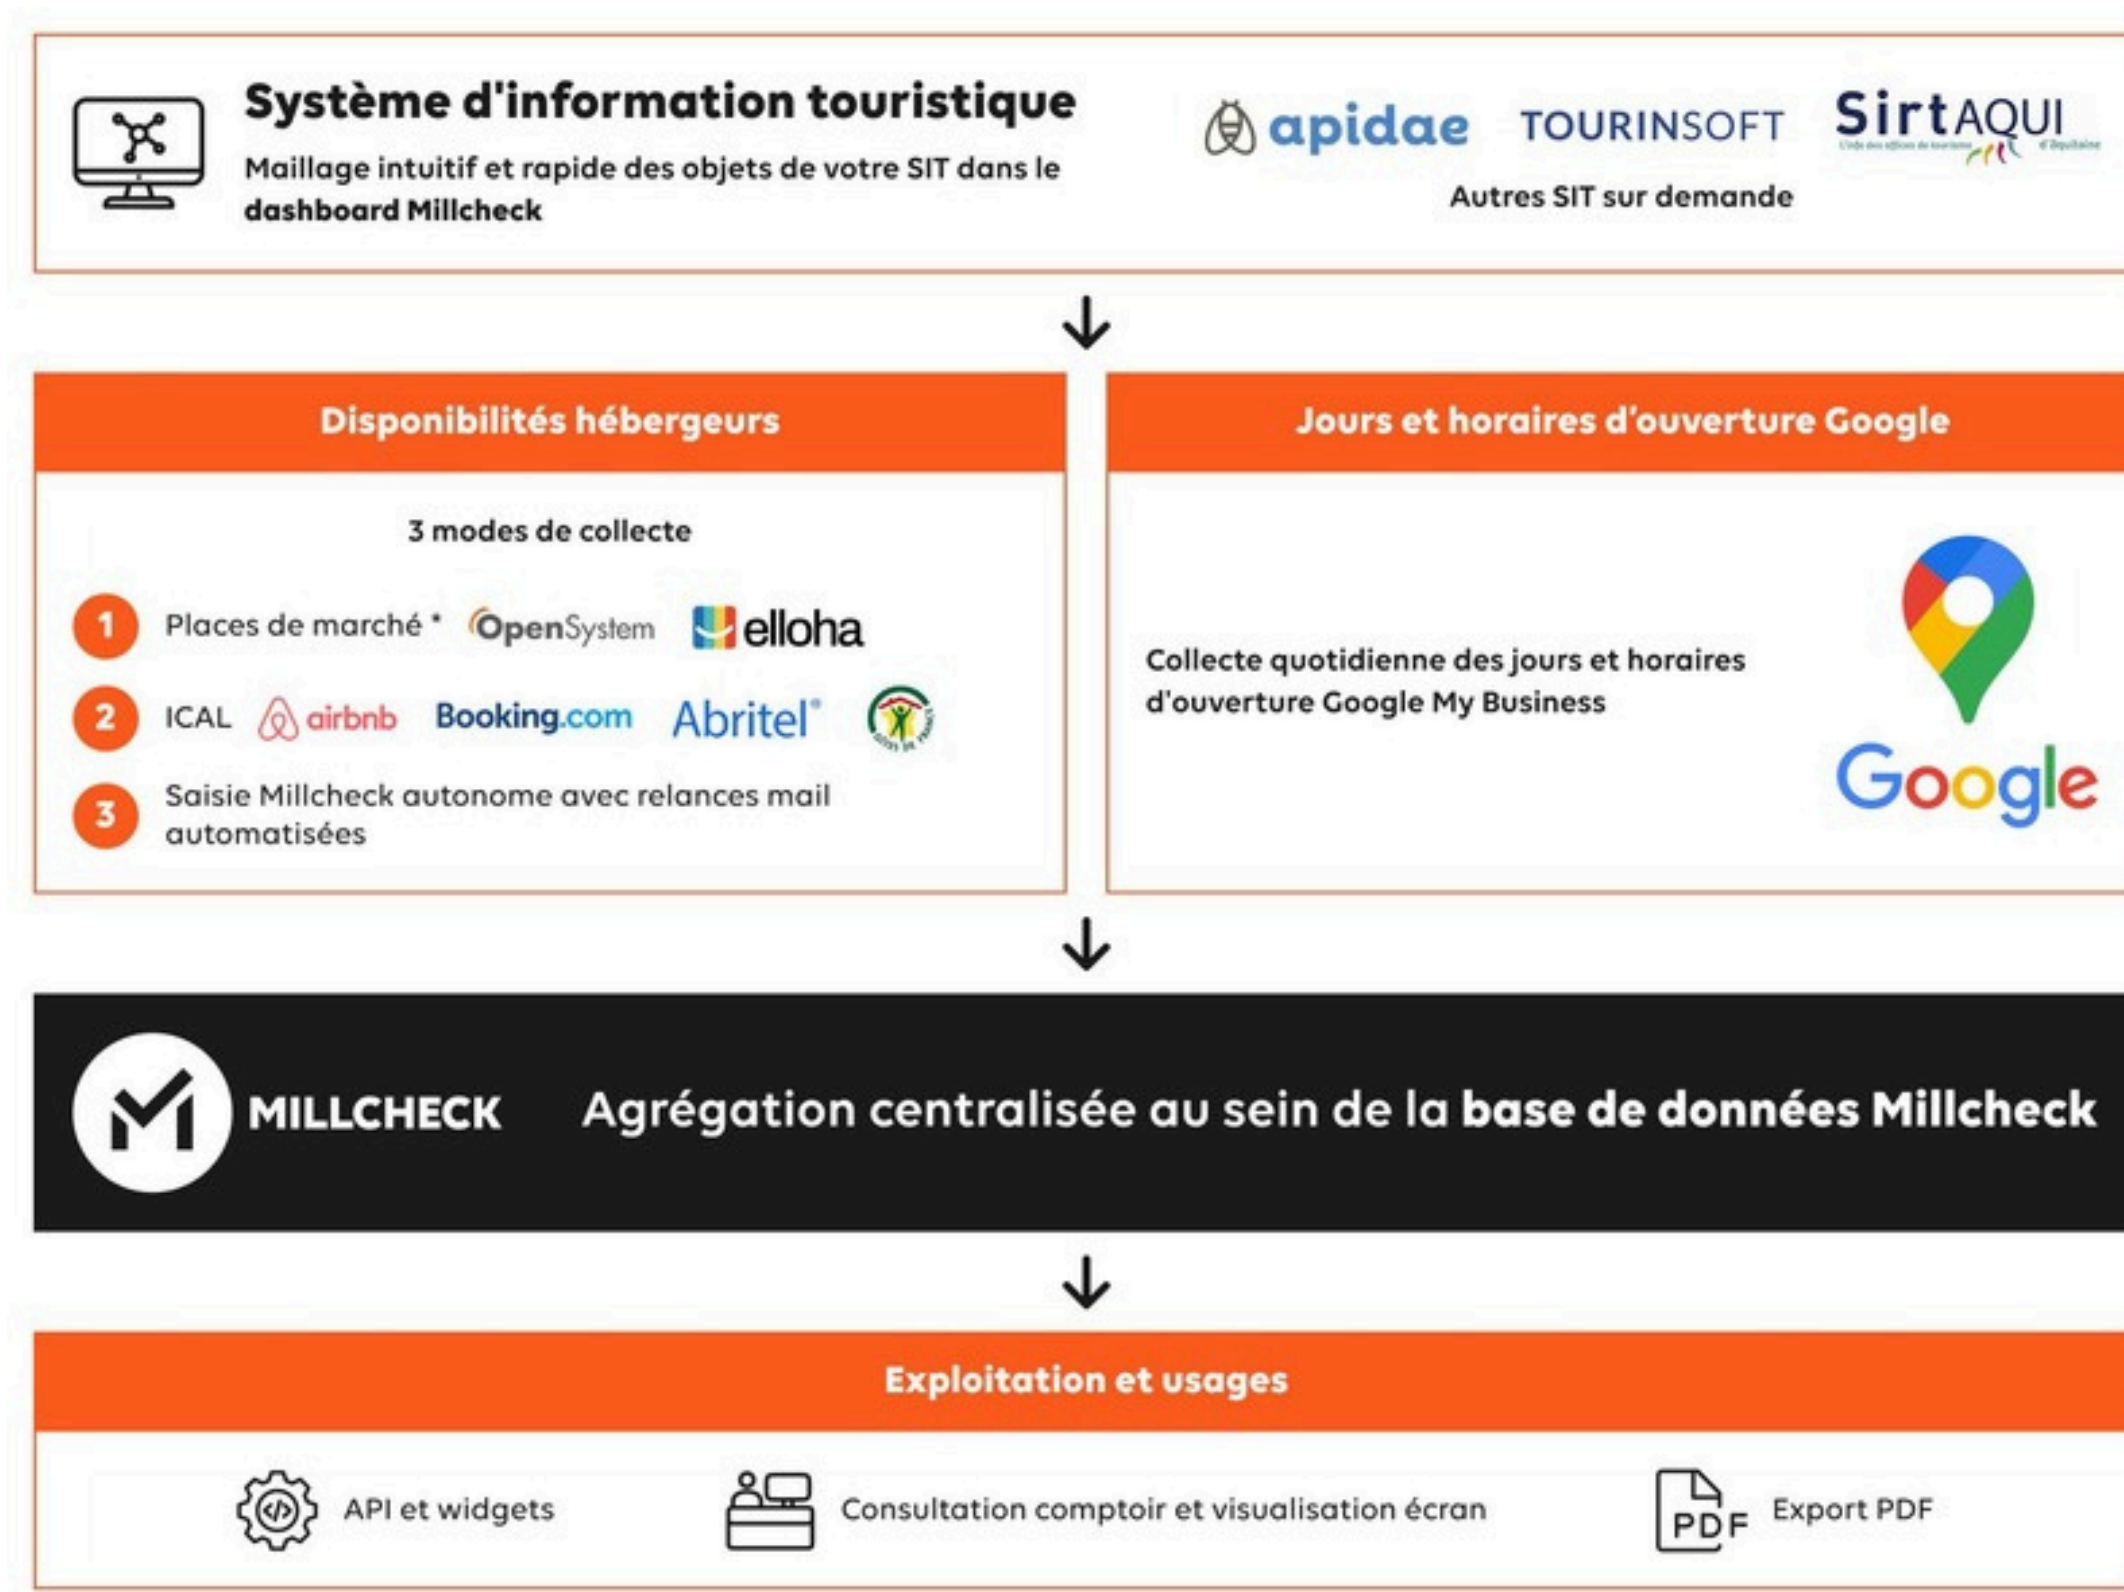 Système d'information touristique
Maillage intuitif et rapide des objets de votre SIT dans le
dashboard Millcheck
apidae TOURINSOFT SirtAQUI
Autres SIT sur demande
Disponibilités hébergeurs
3 modes de collecte
1 Places de marché * OpenSystem elloha
2 ICAL airbnb Booking.com Abritel®
3 Saisie Millcheck autonome avec relances mail
automatisées
Jours et horaires d'ouverture Google
Collecte quotidienne des jours et horaires
d'ouverture Google My Business
Google
MILLCHECK Agrégation centralisée au sein de la base de données Millcheck
Exploitation et usages
API et widgets
Consultation comptoir et visualisation écran
PDF Export PDF